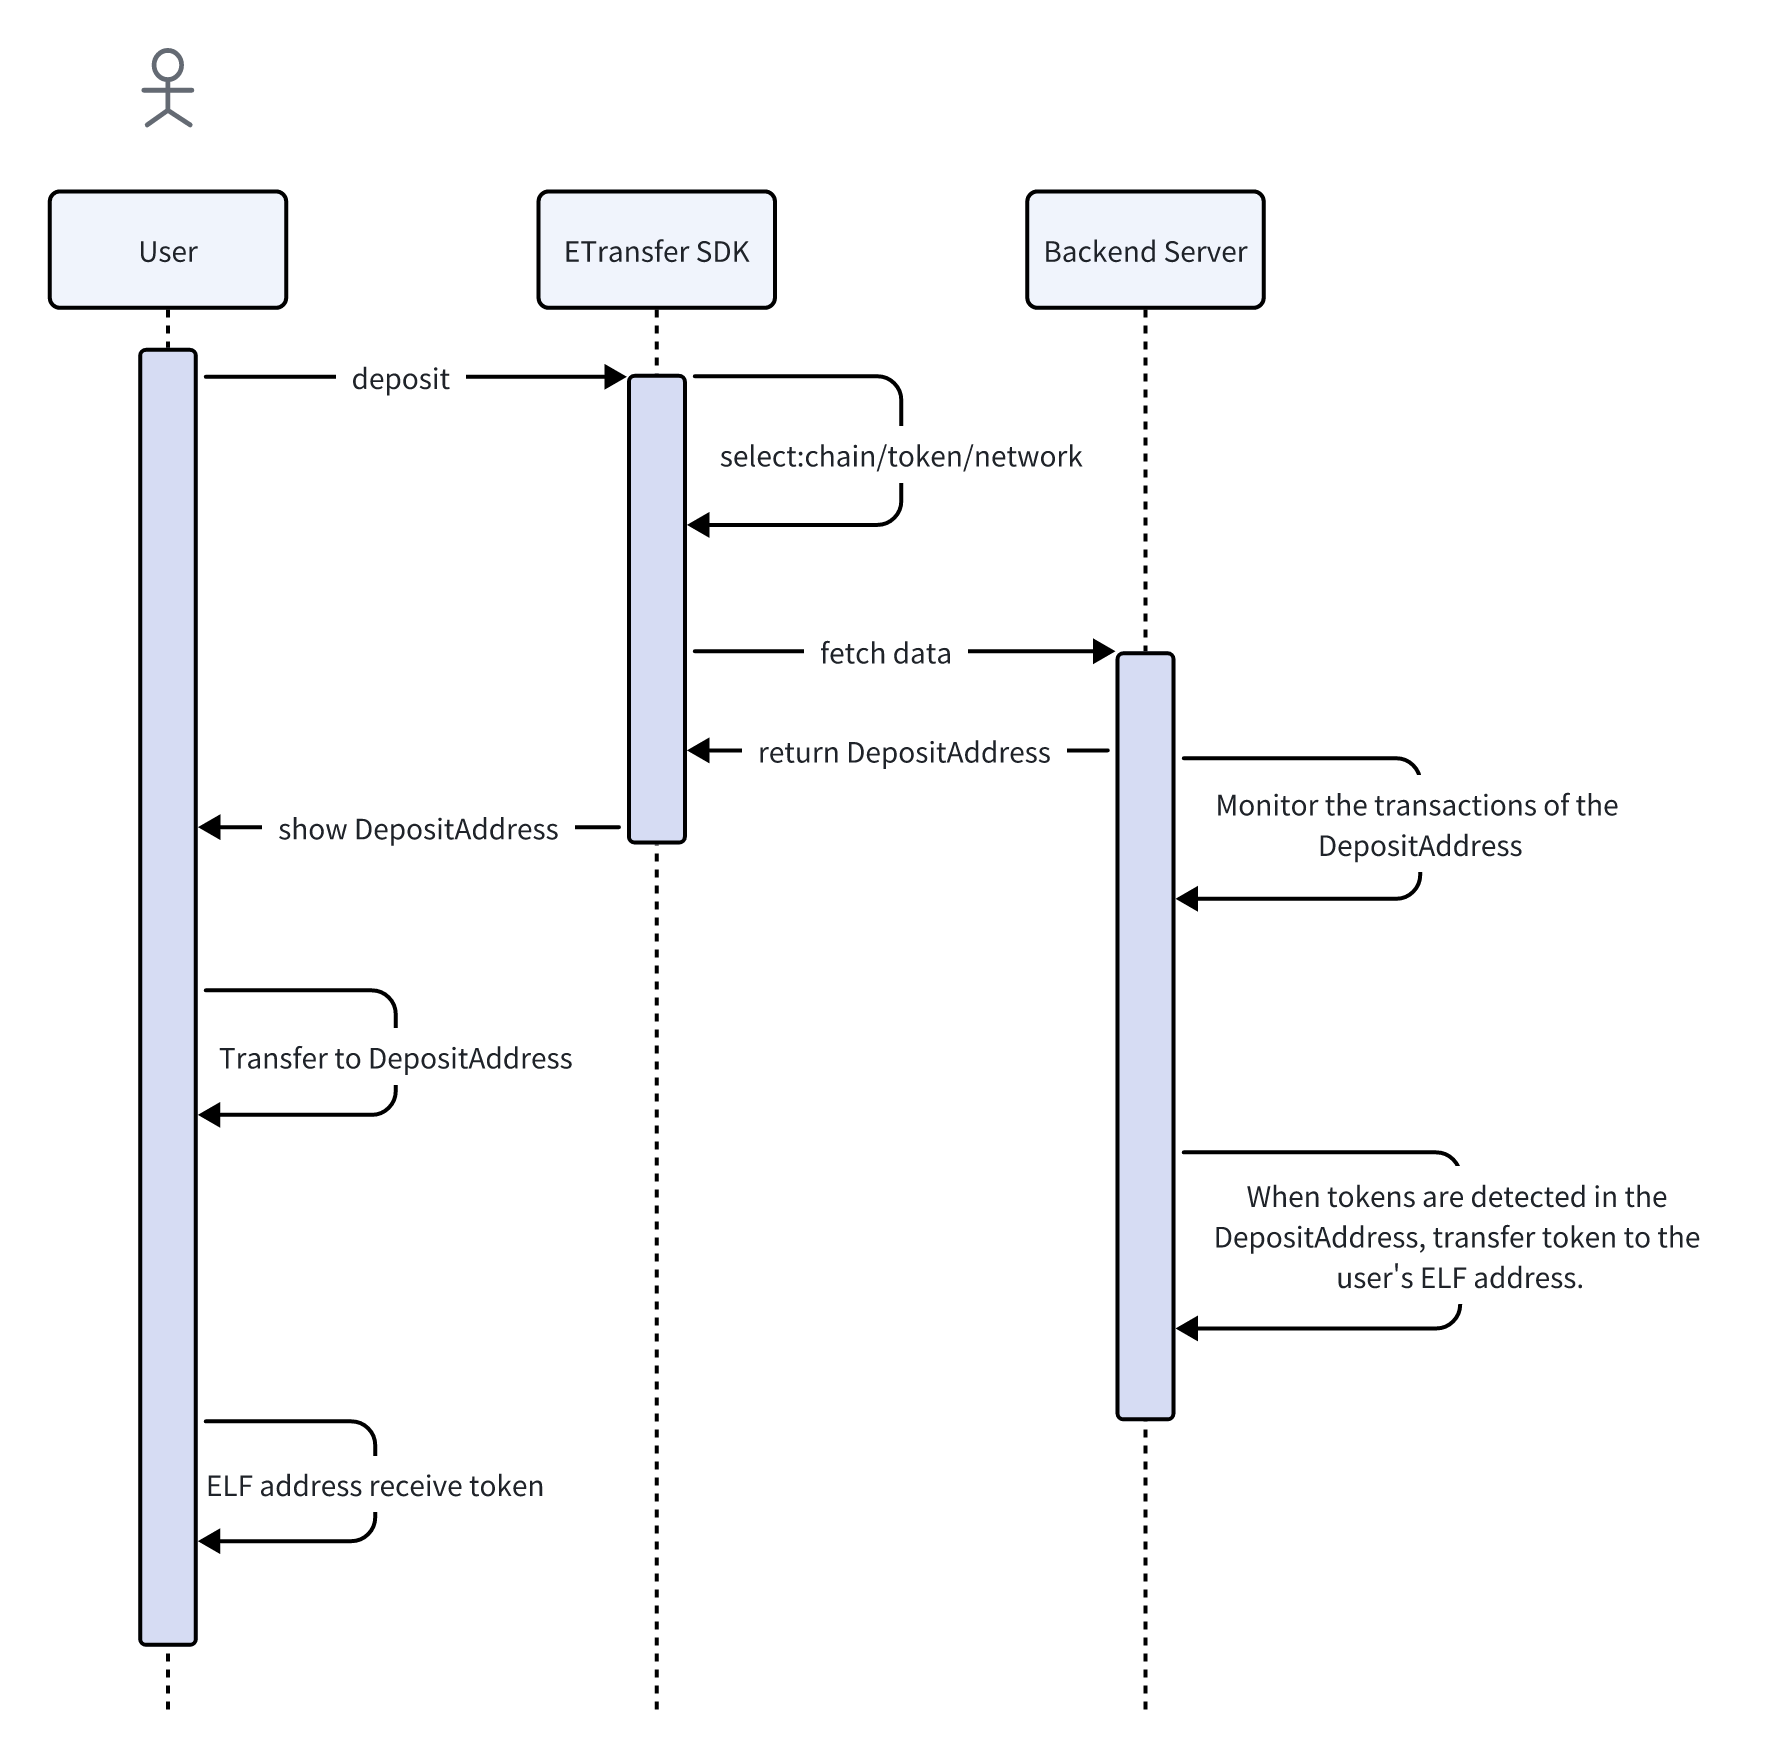 User
ETransfer SDK
Backend Server
deposit
select:chain/token/network
fetch data
return DepositAddress
Monitor the transactions of the
DepositAddress
show DepositAddress
Transfer to DepositAddress
When tokens are detected in the
DepositAddress, transfer token to the
user's ELF address.
ELF address receive token